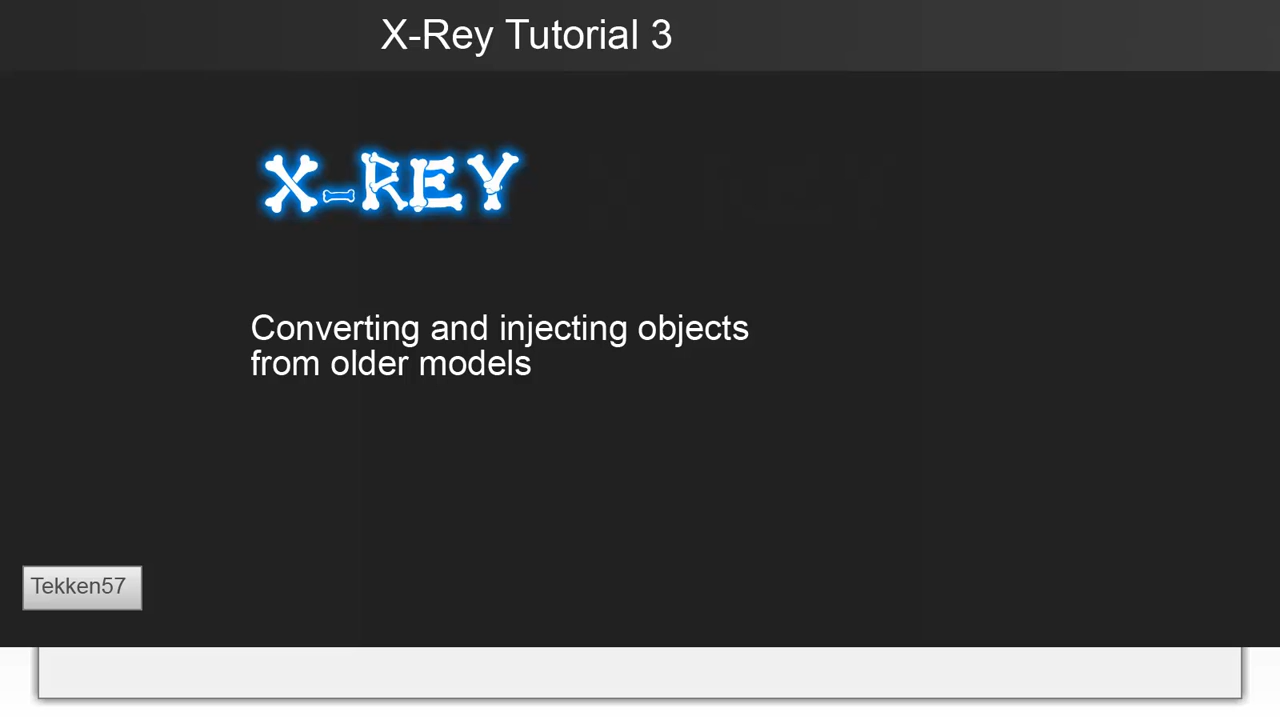 X-Rey Tutorial 3
X-REY
Converting and injecting objects
from older models
Tekken57